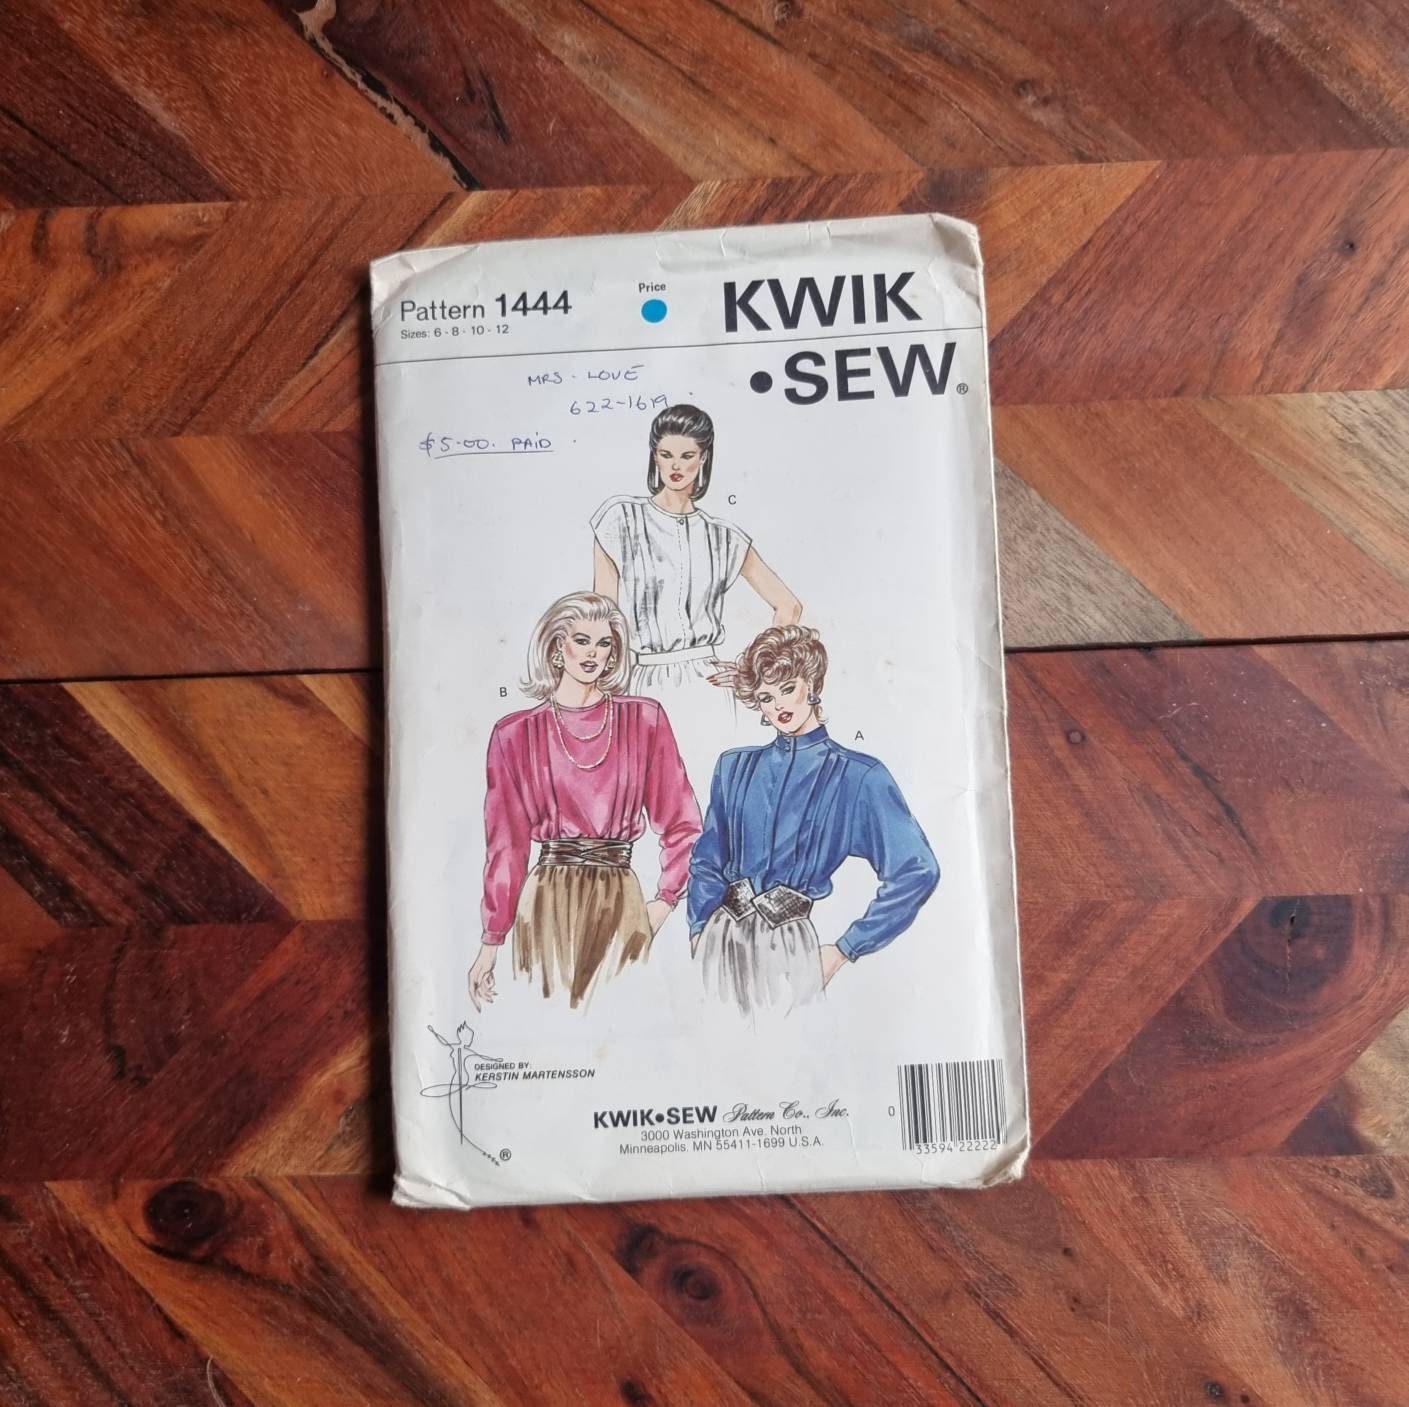 Pattern 1444
Sizes: 6 - 8 - 10 - 12
Price
KWIK
•SEW®
MRS. LOVE
622-1619
$5.00. PAID.
C
B
A
DESIGNED BY:
KERSTIN MARTENSSON
®
KWIK•SEW Pattern Co., Inc.
3000 Washington Ave. North
Minneapolis, MN 55411-1699 U.S.A.
0
33594 22222